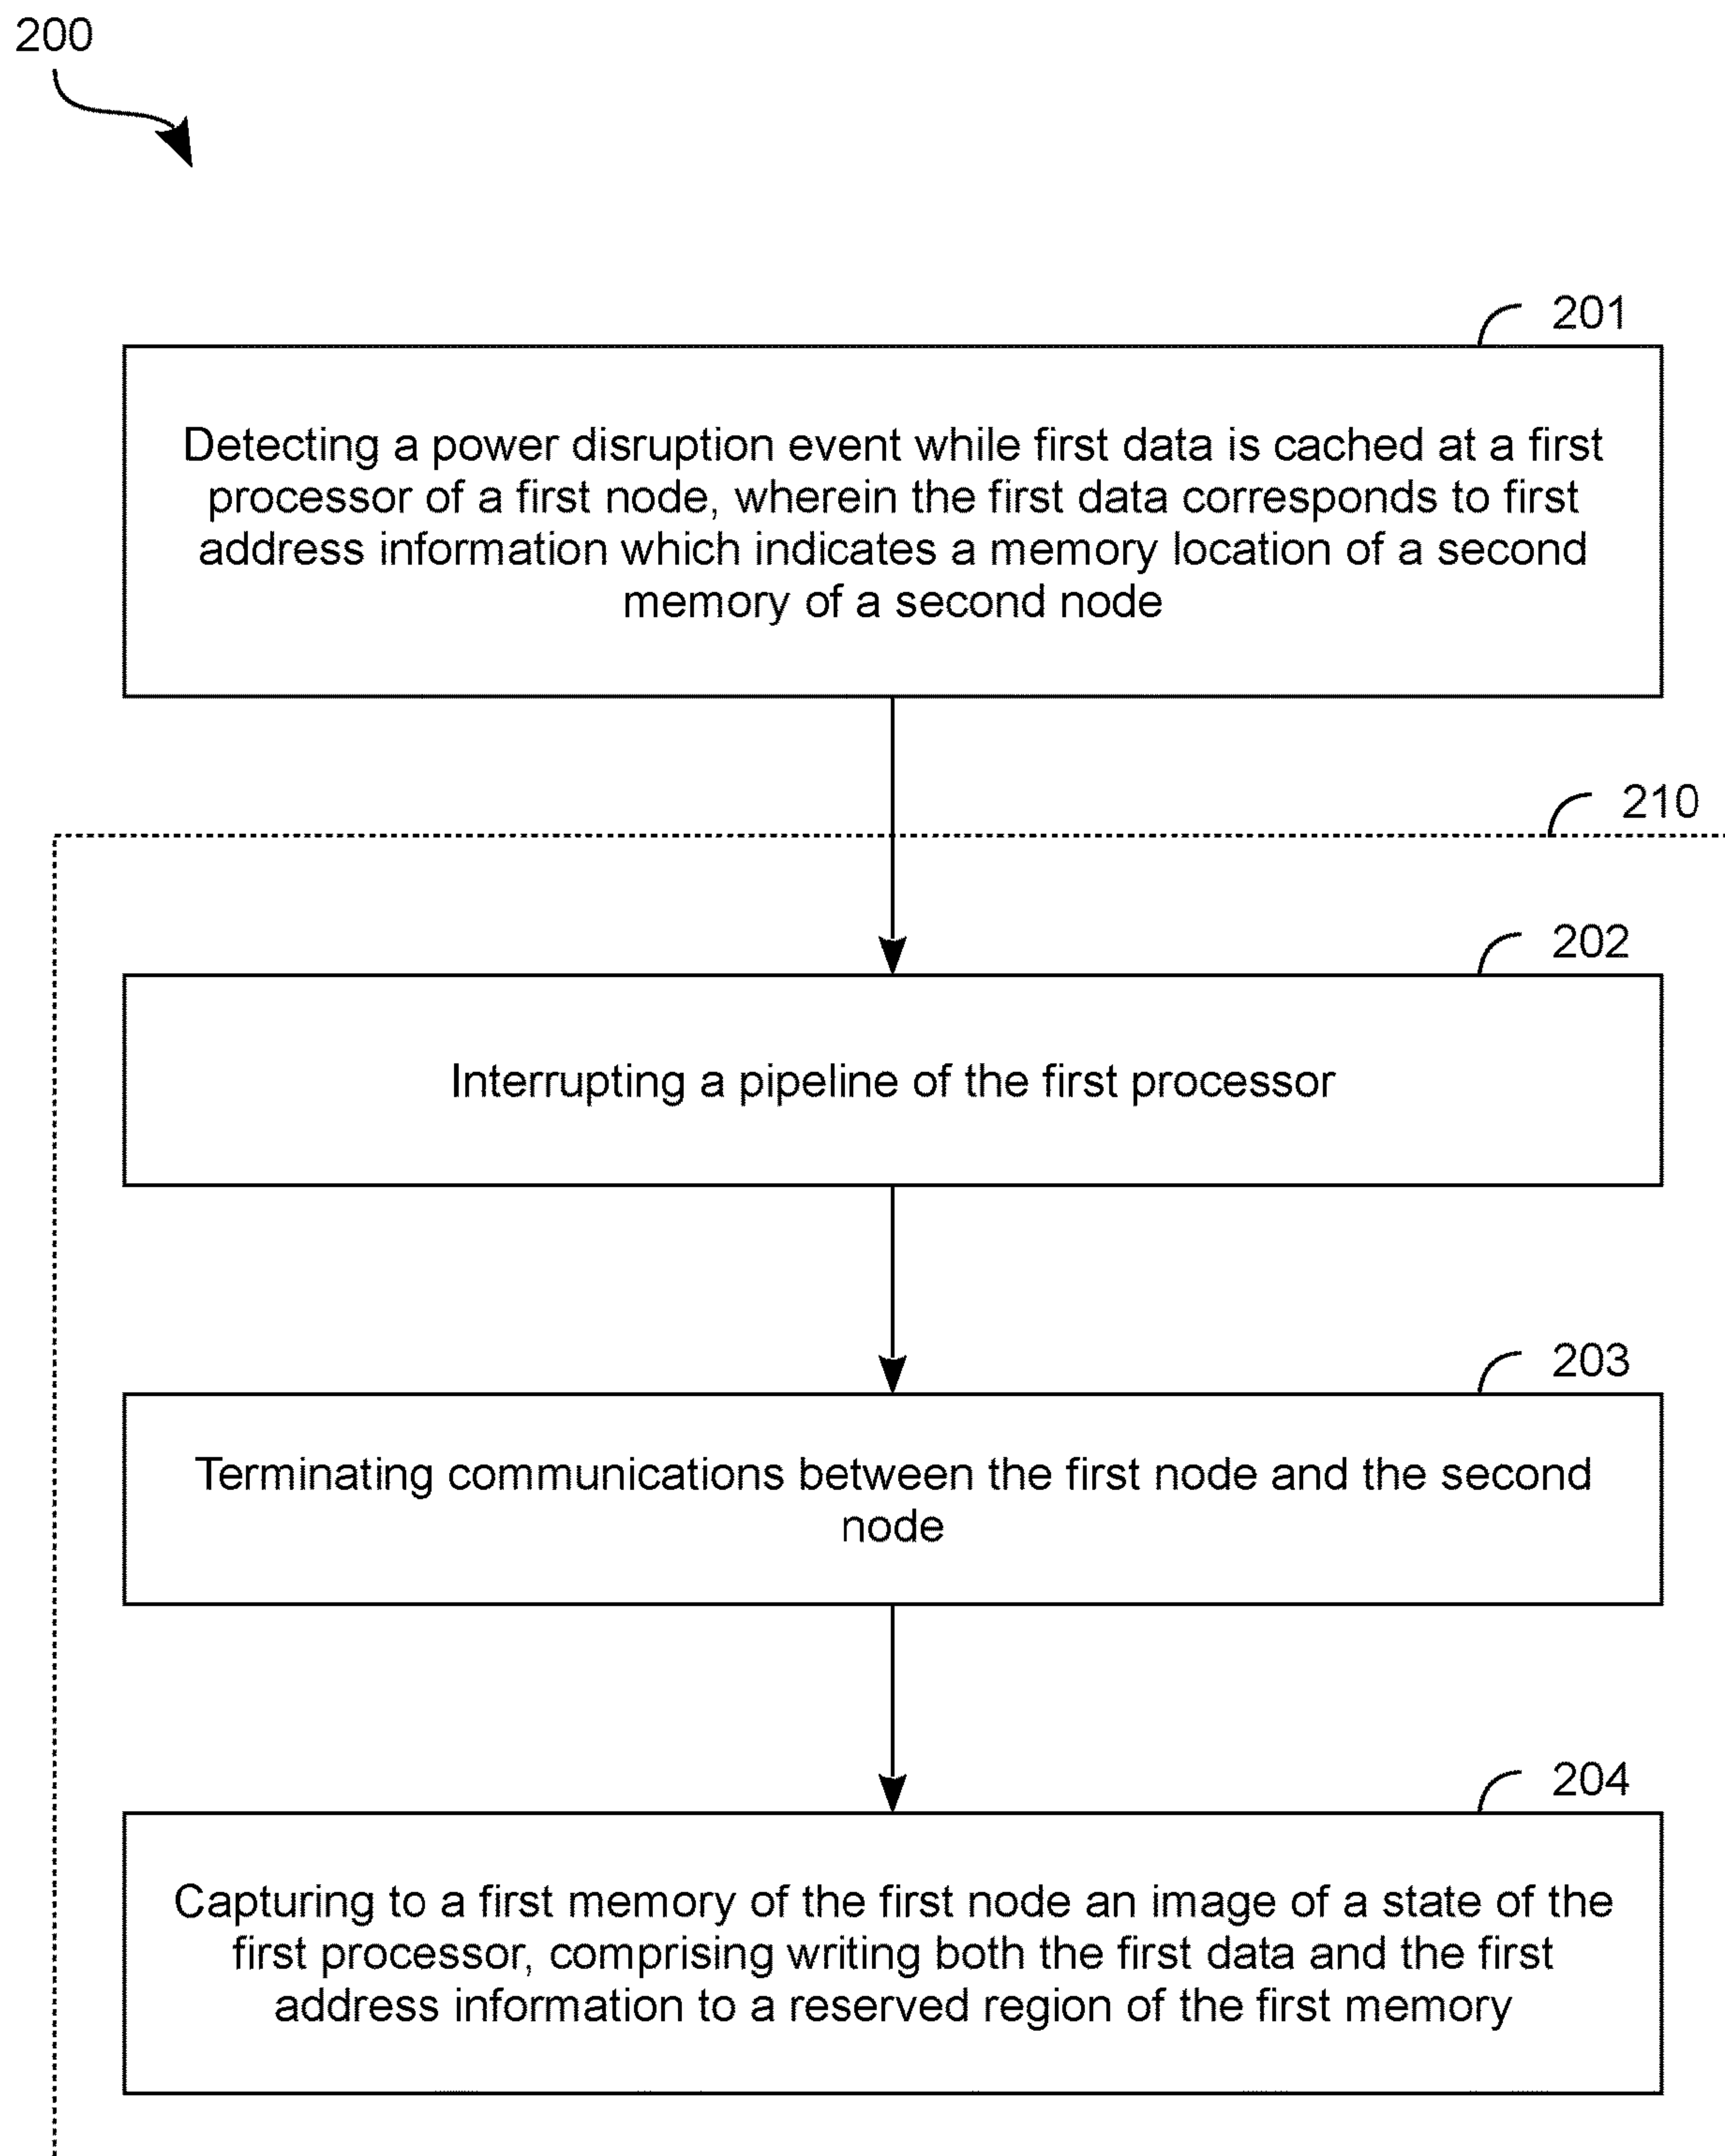 200
201
Detecting a power disruption event while first data is cached at a first
processor of a first node, wherein the first data corresponds to first
address information which indicates a memory location of a second
memory of a second node
210
202
Interrupting a pipeline of the first processor
203
Terminating communications between the first node and the second
node
204
Capturing to a first memory of the first node an image of a state of the
first processor, comprising writing both the first data and the first
address information to a reserved region of the first memory